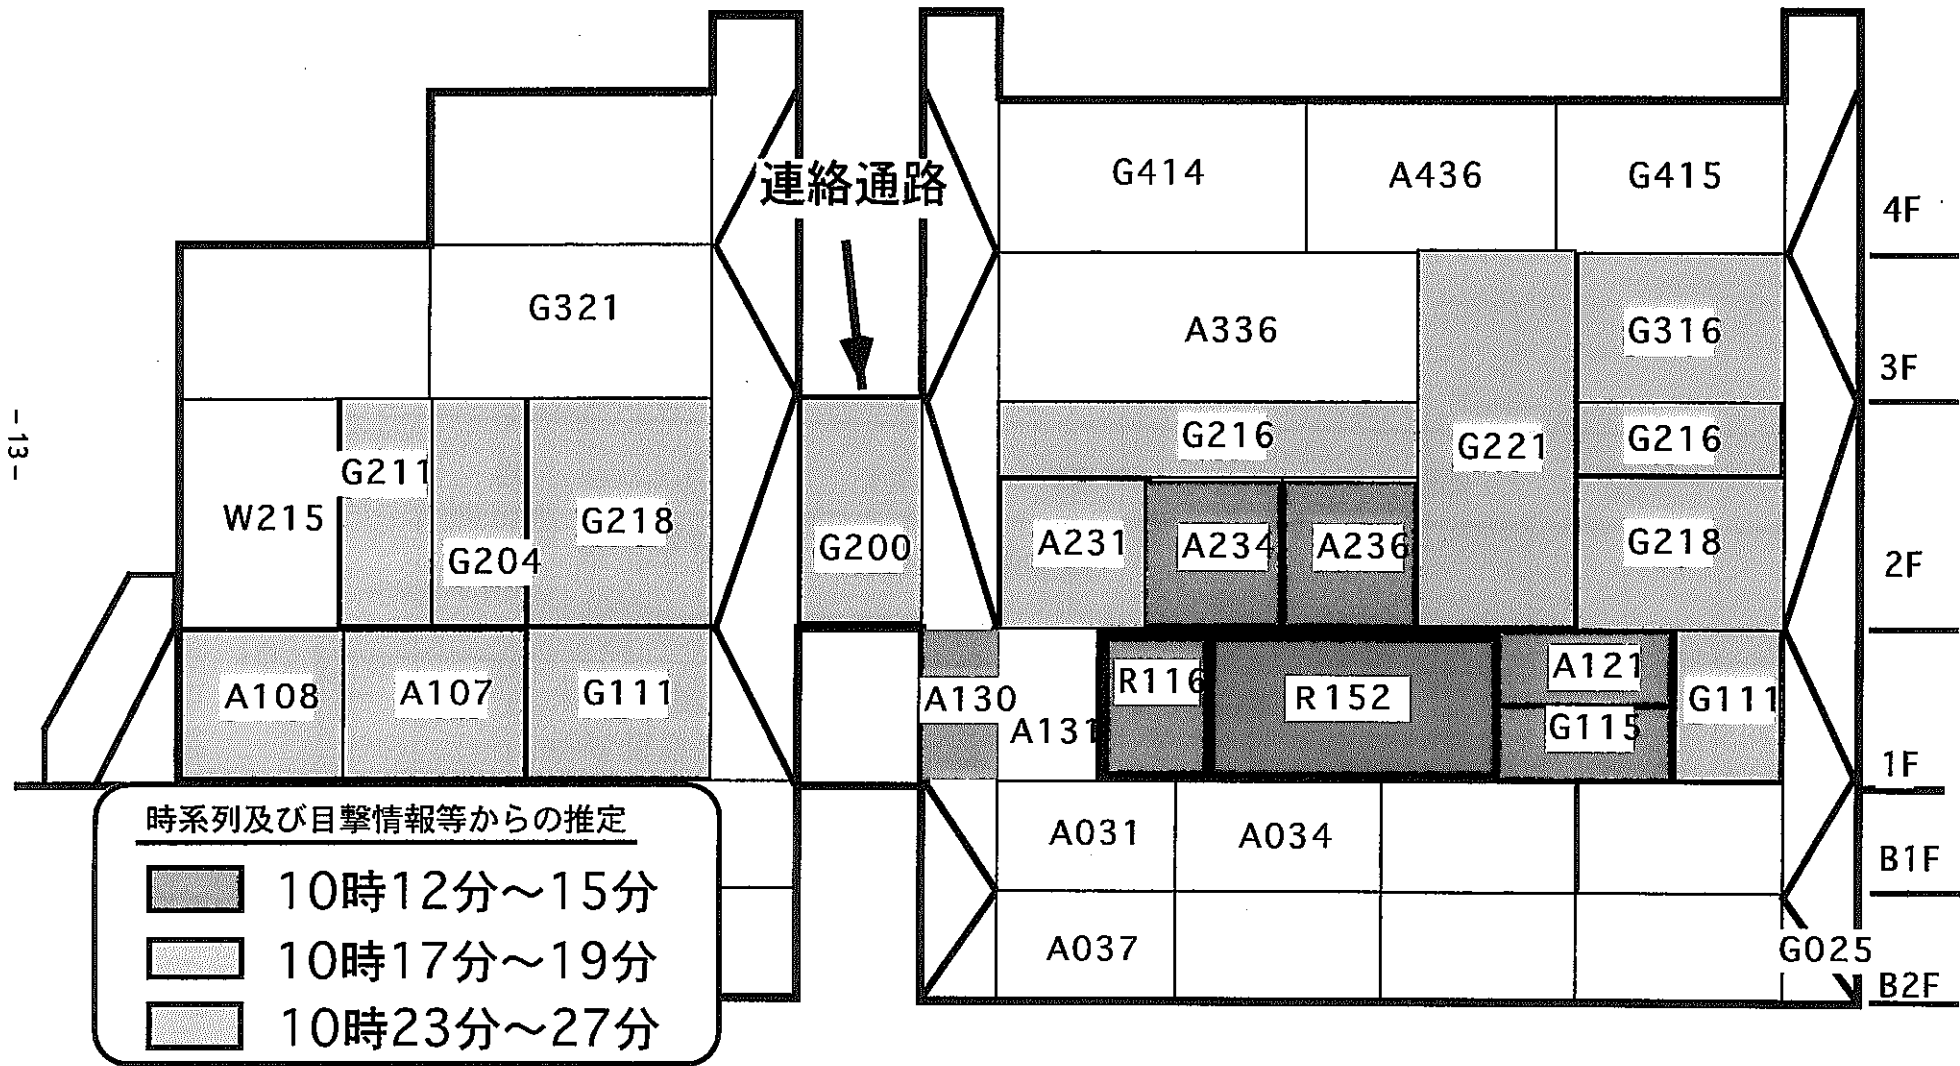 連絡通路
G414 A436 G415
4F
G321
A336
G316
3F
G211
G216
G221
G216
W215
G218
G204
G200
A231
A234
A236
G218
2F
A108
A107
G111
A130
A131
R116
R152
A121
G115
G111
1F
時系列及び目撃情報等からの推定
10時12分～15分
10時17分～19分
10時23分～27分
A031
A034
B1F
A037
G025
B2F
-13-